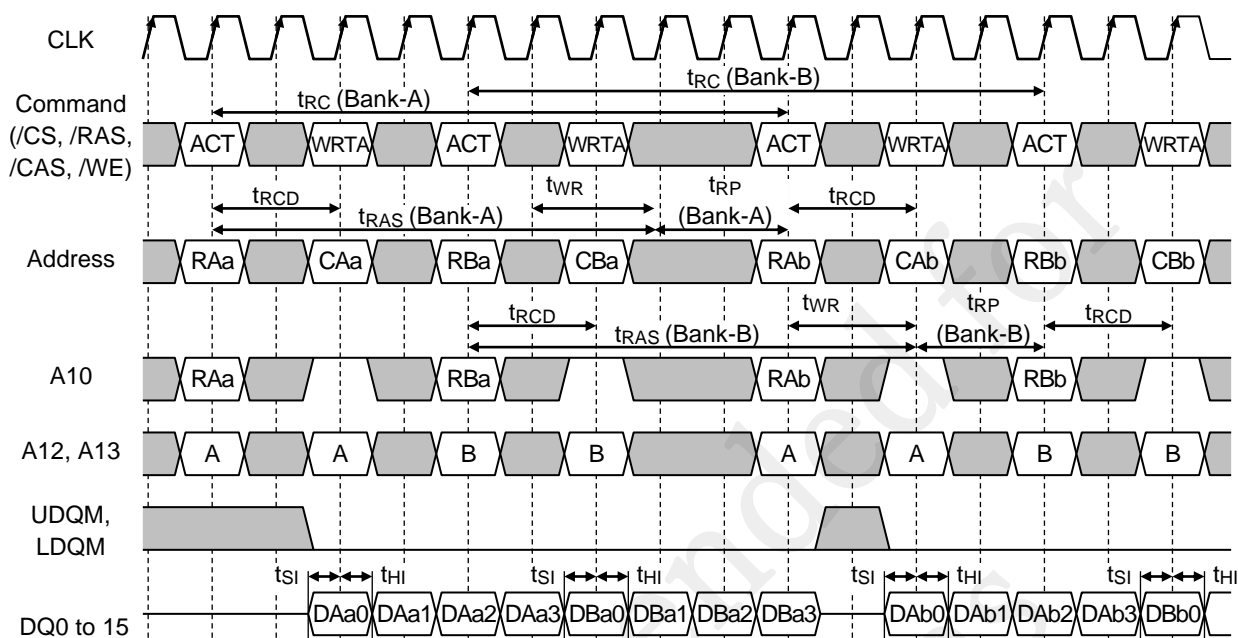 CLK
tRC (Bank-A)
tRC (Bank-B)
Command
(/CS, /RAS,
/CAS, /WE)
ACT WRTA ACT WRTA ACT WRTA ACT WRTA
tRCD tWR tRP tRCD
tRAS (Bank-A) (Bank-A)
Address RAa CAa RBa CBa RAb CAb RBb CBb
tRCD tWR tRP tRCD
tRAS (Bank-B) (Bank-B)
A10 RAa RBa RAb RBb
A12, A13 A A B B A A B B
UDQM,
LDQM
tSI tHI tSI tHI tSI tHI tSI tHI
DQ0 to 15 DAa0 DAa1 DAa2 DAa3 DBa0 DBa1 DBa2 DBa3 DAb0 DAb1 DAb2 DAb3 DBb0